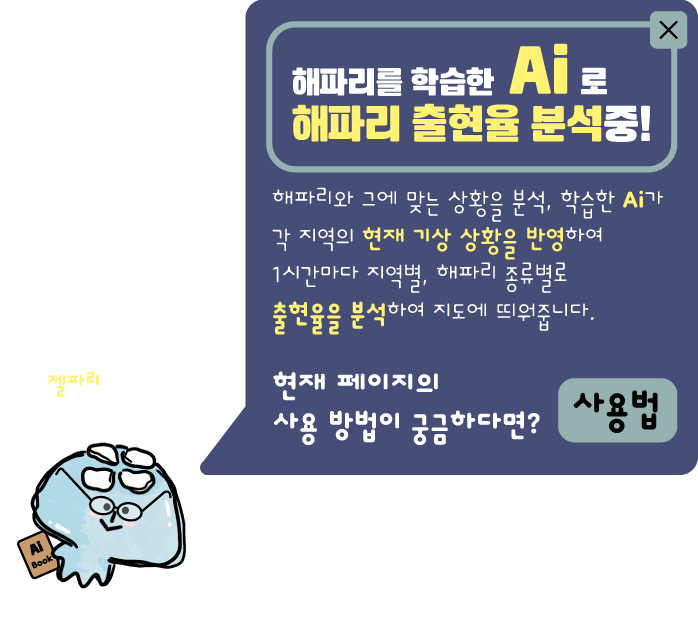 해파리를 학습한 Ai 로
해파리 출현율 분석중!
해파리와 그에 맞는 상황을 분석, 학습한 Ai가
각 지역의 현재 기상 상황을 반영하여
1시간마다 지역별, 해파리 종류별로
출현율을 분석하여 지도에 띄워줍니다.
현재 페이지의
사용 방법이 궁금하다면?
사용법
젤파리
Ai
Book